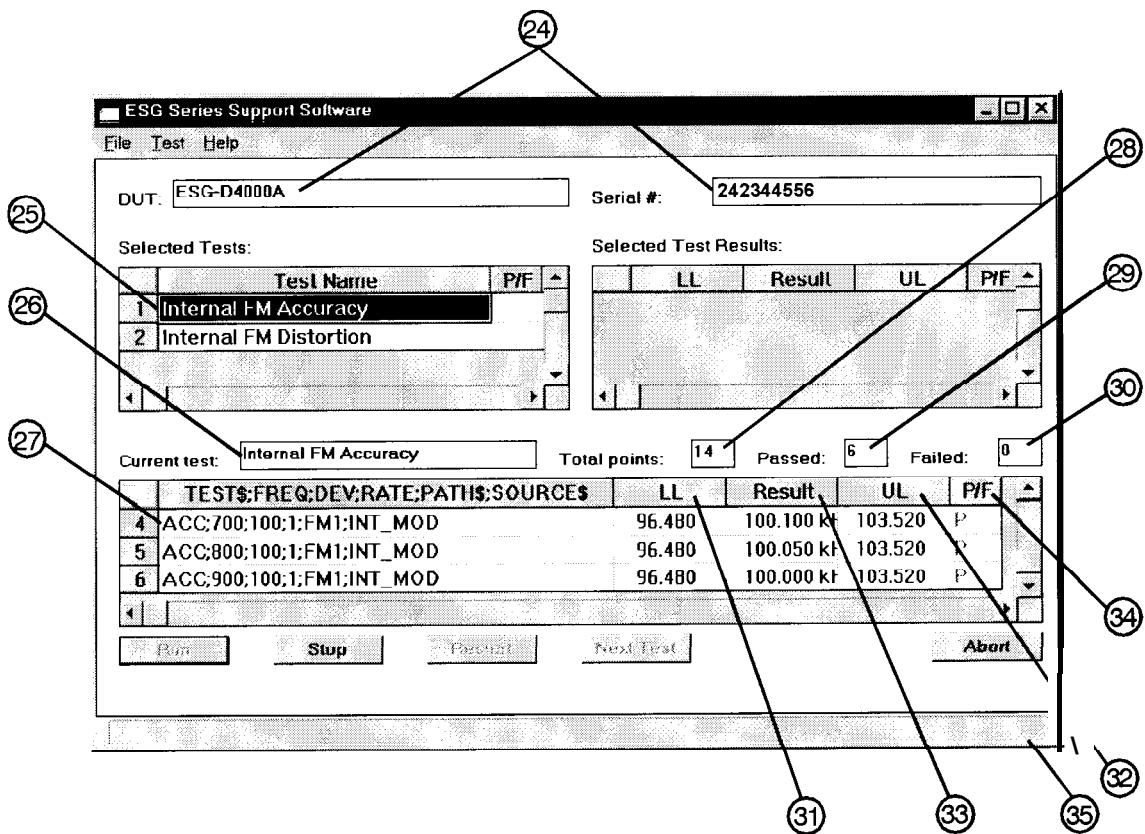 24
ESG Series Support Software
File Test Help
28
DUT: ESG-D4000A Serial #: 242344556
25
Selected Tests: Selected Test Results:
29
Test Name P/F LL Result UL P/F
26
1 Internal FM Accuracy
2 Internal FM Distortion
30
27
Current test: Internal FM Accuracy Total points: 14 Passed: 6 Failed: 0
TEST$;FREQ;DEV;RATE;PATH$;SOURCE$ LL Result UL P/F
4 ACC;700;100;1;FM1;INT_MOD 96.480 100.100 kH 103.520 P
5 ACC;800;100;1;FM1;INT_MOD 96.480 100.050 kH 103.520 P
6 ACC;900;100;1;FM1;INT_MOD 96.480 100.000 kH 103.520 P
34
Run Stop Restart Next Test Abort
32
31 33 35